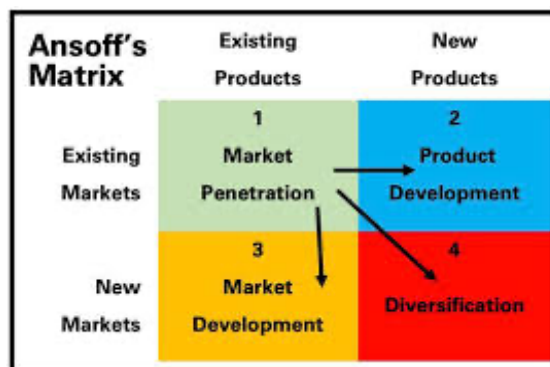 Ansoff's
Matrix
Existing
Products
New
Products
Existing
Markets
1
Market
Penetration
2
Product
Development
New
Markets
3
Market
Development
4
Diversification